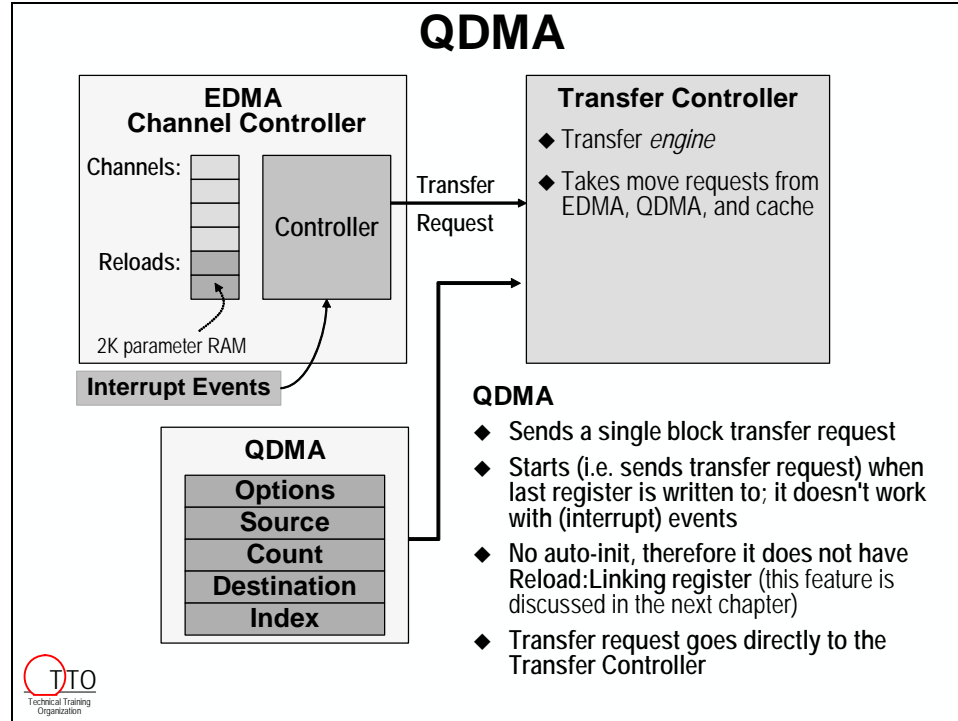 QDMA
EDMA
Channel Controller
Channels:
Reloads:
Controller
2K parameter RAM
Interrupt Events
Transfer
Request
Transfer Controller
◆ Transfer engine
◆ Takes move requests from
EDMA, QDMA, and cache
QDMA
Options
Source
Count
Destination
Index
QDMA
◆ Sends a single block transfer request
◆ Starts (i.e. sends transfer request) when
last register is written to; it doesn't work
with (interrupt) events
◆ No auto-init, therefore it does not have
Reload:Linking register (this feature is
discussed in the next chapter)
◆ Transfer request goes directly to the
Transfer Controller
TTO
Technical Training
Organization